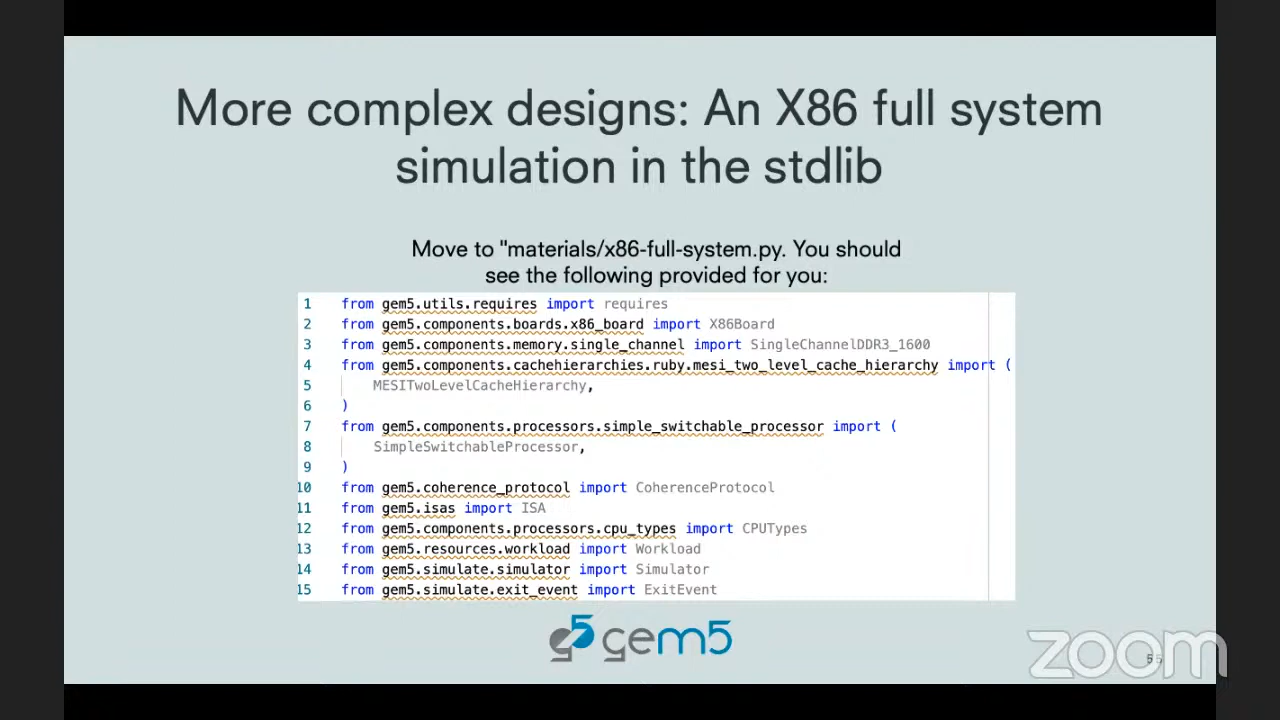 More complex designs: An X86 full system
simulation in the stdlib
Move to "materials/x86-full-system.py. You should
see the following provided for you:
1 from gem5.utils.requires import requires
2 from gem5.components.boards.x86_board import X86Board
3 from gem5.components.memory.single_channel import SingleChannelDDR3_1600
4 from gem5.components.cachehierarchies.ruby.mesi_two_level_cache_hierarchy import (
5 MESITwoLevelCacheHierarchy,
6 )
7 from gem5.components.processors.simple_switchable_processor import (
8 SimpleSwitchableProcessor,
9 )
10 from gem5.coherence_protocol import CoherenceProtocol
11 from gem5.isas import ISA
12 from gem5.components.processors.cpu_types import CPUTypes
13 from gem5.resources.workload import Workload
14 from gem5.simulate.simulator import Simulator
15 from gem5.simulate.exit_event import ExitEvent
g5 gem5
zoom